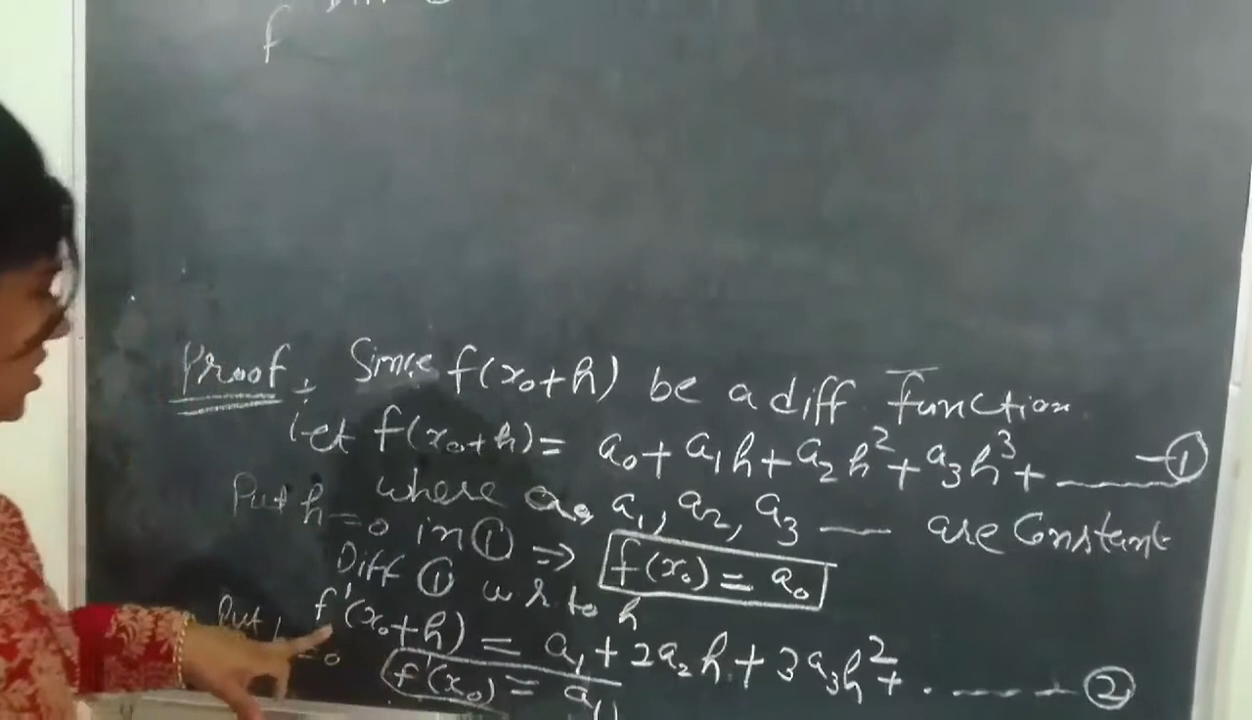 f
Proof: Since f(x₀+h) be a diff. function
let f(x₀+h) = a₀ + a₁h + a₂h² + a₃h³ + ______ -①
where a₀, a₁, a₂, a₃ — are Constant
Put h=0 in ① ⇒ f(x₀) = a₀
Diff ① w r to h
f'(x₀+h) = a₁ + 2a₂h + 3a₃h² + . ---- ②
Put h=0 f'(x₀) = a₁